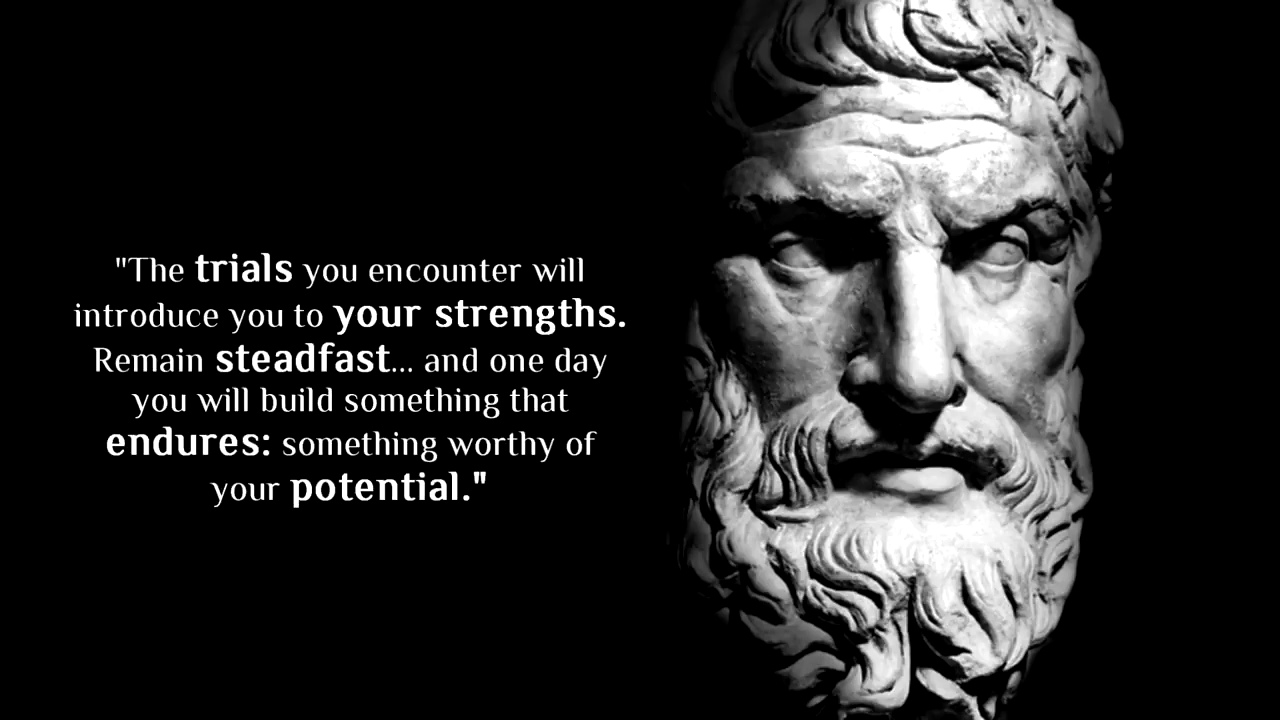 "The trials you encounter will
introduce you to your strengths.
Remain steadfast... and one day
you will build something that
endures: something worthy of
your potential."